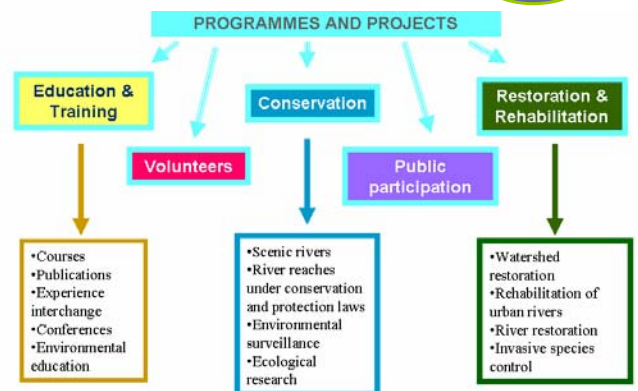 PROGRAMMES AND PROJECTS
Education &
Training
Conservation
Restoration &
Rehabilitation
Volunteers
Public
participation
•Courses
•Publications
•Experience
interchange
•Conferences
•Environmental
education
•Scenic rivers
•River reaches
under conservation
and protection laws
•Environmental
surveillance
•Ecological
research
•Watershed
restoration
•Rehabilitation of
urban rivers
•River restoration
•Invasive species
control